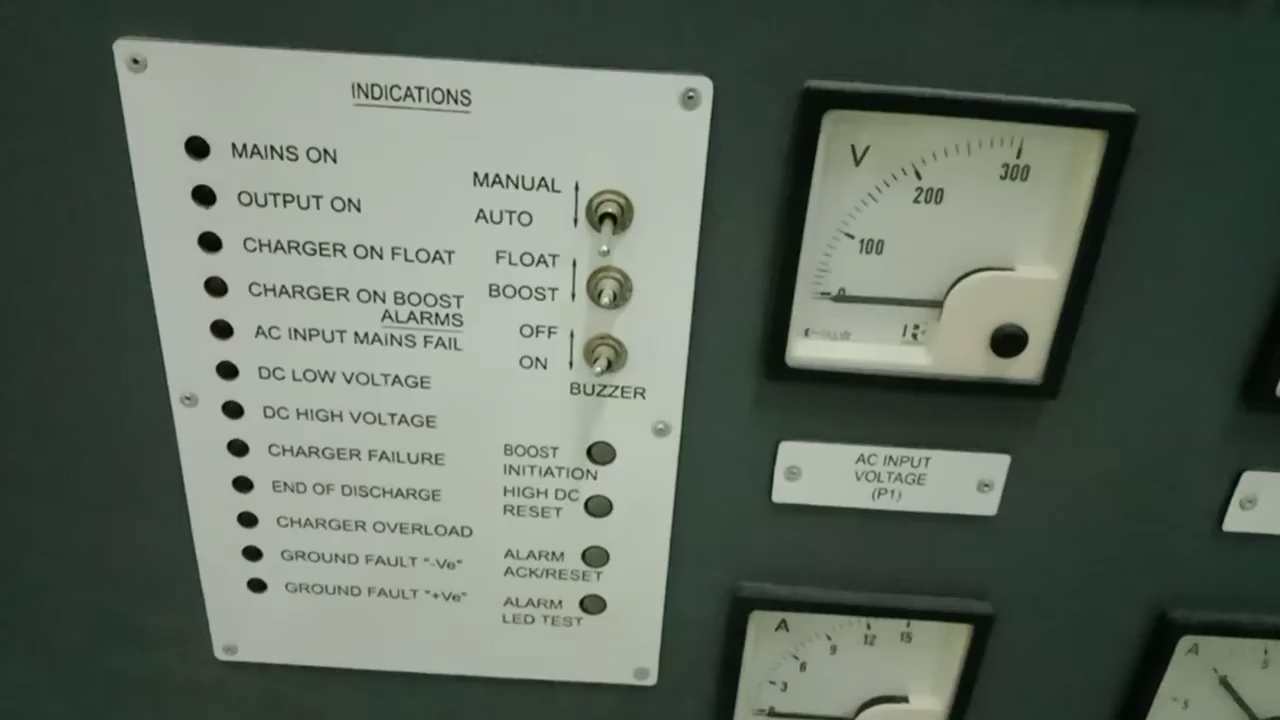 INDICATIONS
MAINS ON
OUTPUT ON
CHARGER ON FLOAT
CHARGER ON BOOST
ALARMS
AC INPUT MAINS FAIL
DC LOW VOLTAGE
DC HIGH VOLTAGE
CHARGER FAILURE
END OF DISCHARGE
CHARGER OVERLOAD
GROUND FAULT "-Ve"
GROUND FAULT "+Ve"
MANUAL
AUTO
FLOAT
BOOST
OFF
ON
BUZZER
BOOST
INITIATION
HIGH DC
RESET
ALARM
ACK/RESET
ALARM
LED TEST
V
0 100 200 300
AC INPUT
VOLTAGE
(P1)
A
0 3 6 9 12 15
A
5 5